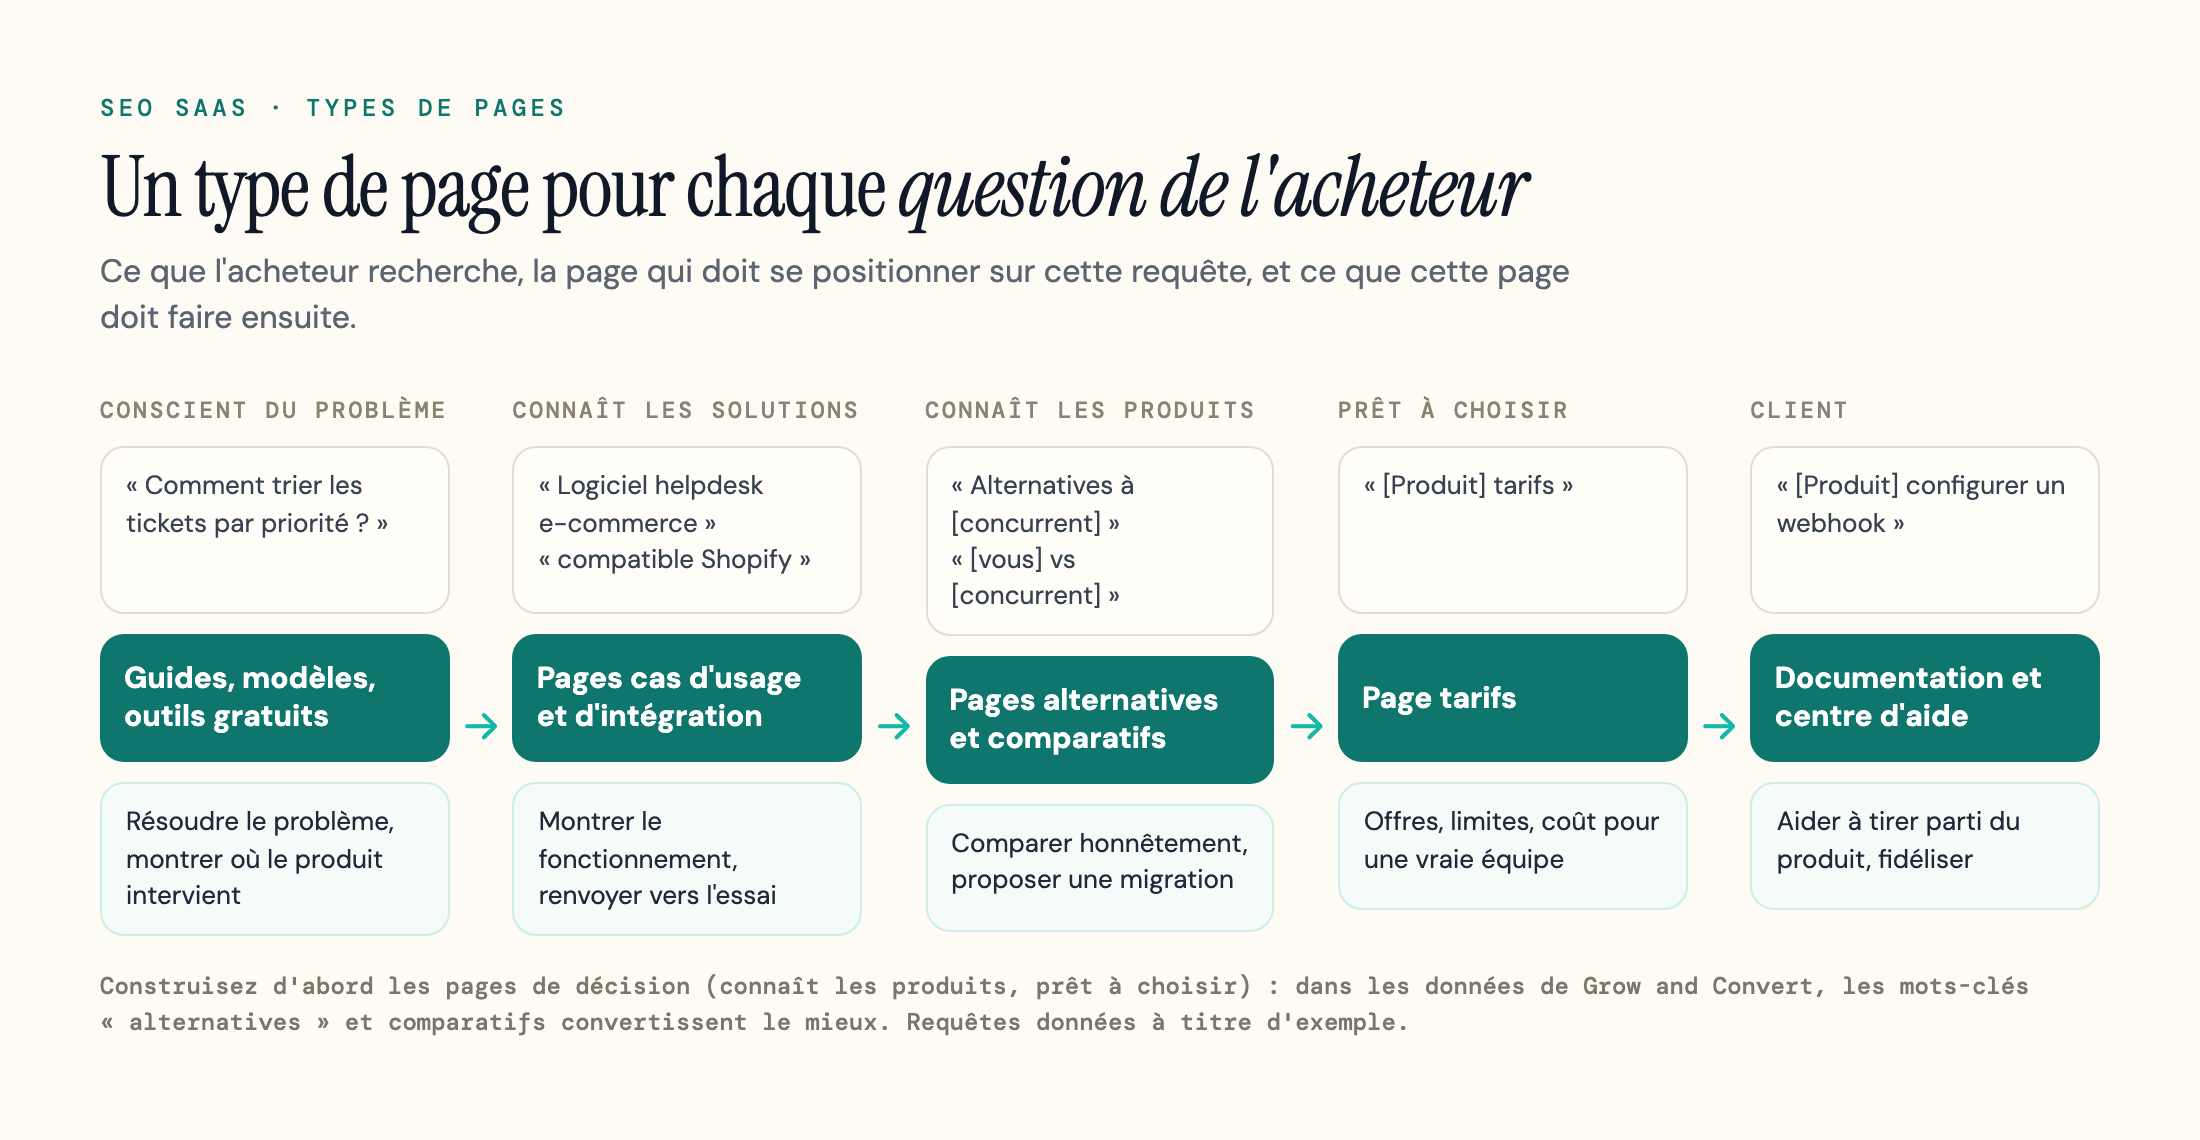 SEO SAAS · TYPES DE PAGES
Un type de page pour chaque question de l'acheteur
Ce que l'acheteur recherche, la page qui doit se positionner sur cette requête, et ce que cette page
doit faire ensuite.
CONSCIENT DU PROBLÈME
« Comment trier les
tickets par priorité ? »
Guides, modèles,
outils gratuits
Résoudre le problème,
montrer où le produit
intervient
→
CONNAÎT LES SOLUTIONS
« Logiciel helpdesk
e-commerce »
« compatible Shopify »
Pages cas d'usage
et d'intégration
Montrer le
fonctionnement,
renvoyer vers l'essai
→
CONNAÎT LES PRODUITS
« Alternatives à
[concurrent] »
« [vous] vs
[concurrent] »
Pages alternatives
et comparatifs
Comparer honnêtement,
proposer une migration
→
PRÊT À CHOISIR
« [Produit] tarifs »
Page tarifs
Offres, limites, coût pour
une vraie équipe
→
CLIENT
« [Produit] configurer un
webhook »
Documentation et
centre d'aide
Aider à tirer parti du
produit, fidéliser
Construisez d'abord les pages de décision (connaît les produits, prêt à choisir) : dans les données de Grow and Convert, les mots-clés
« alternatives » et comparatifs convertissent le mieux. Requêtes données à titre d'exemple.